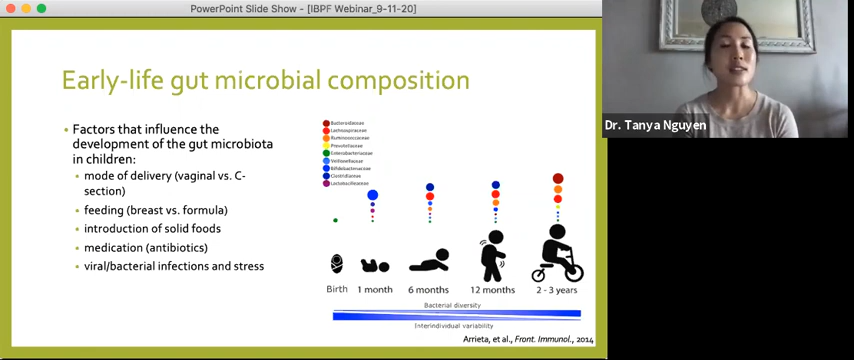 PowerPoint Slide Show - [IBPF Webinar_9-11-20]
Early-life gut microbial composition
• Factors that influence the
development of the gut microbiota
in children:
• mode of delivery (vaginal vs. C-
section)
• feeding (breast vs. formula)
• introduction of solid foods
• medication (antibiotics)
• viral/bacterial infections and stress
Bacteroidaceae
Lachnospiraceae
Ruminococcaceae
Prevotellaceae
Enterobacteriaceae
Veillonellaceae
Bifidobacteriaceae
Clostridiaceae
Lactobacillaceae
Birth
1 month
6 months
12 months
2 - 3 years
Bacterial diversity
Interindividual variability
Arrieta, et al., Front. Immunol., 2014
Dr. Tanya Nguyen